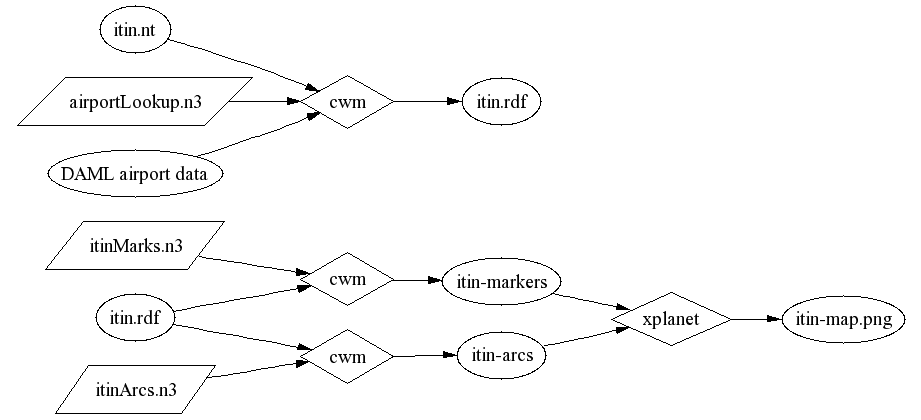 itin.nt
airportLookup.n3
cwm
itin.rdf
DAML airport data
itinMarks.n3
cwm
itin-markers
itin.rdf
xplanet
itin-map.png
cwm
itin-arcs
itinArcs.n3